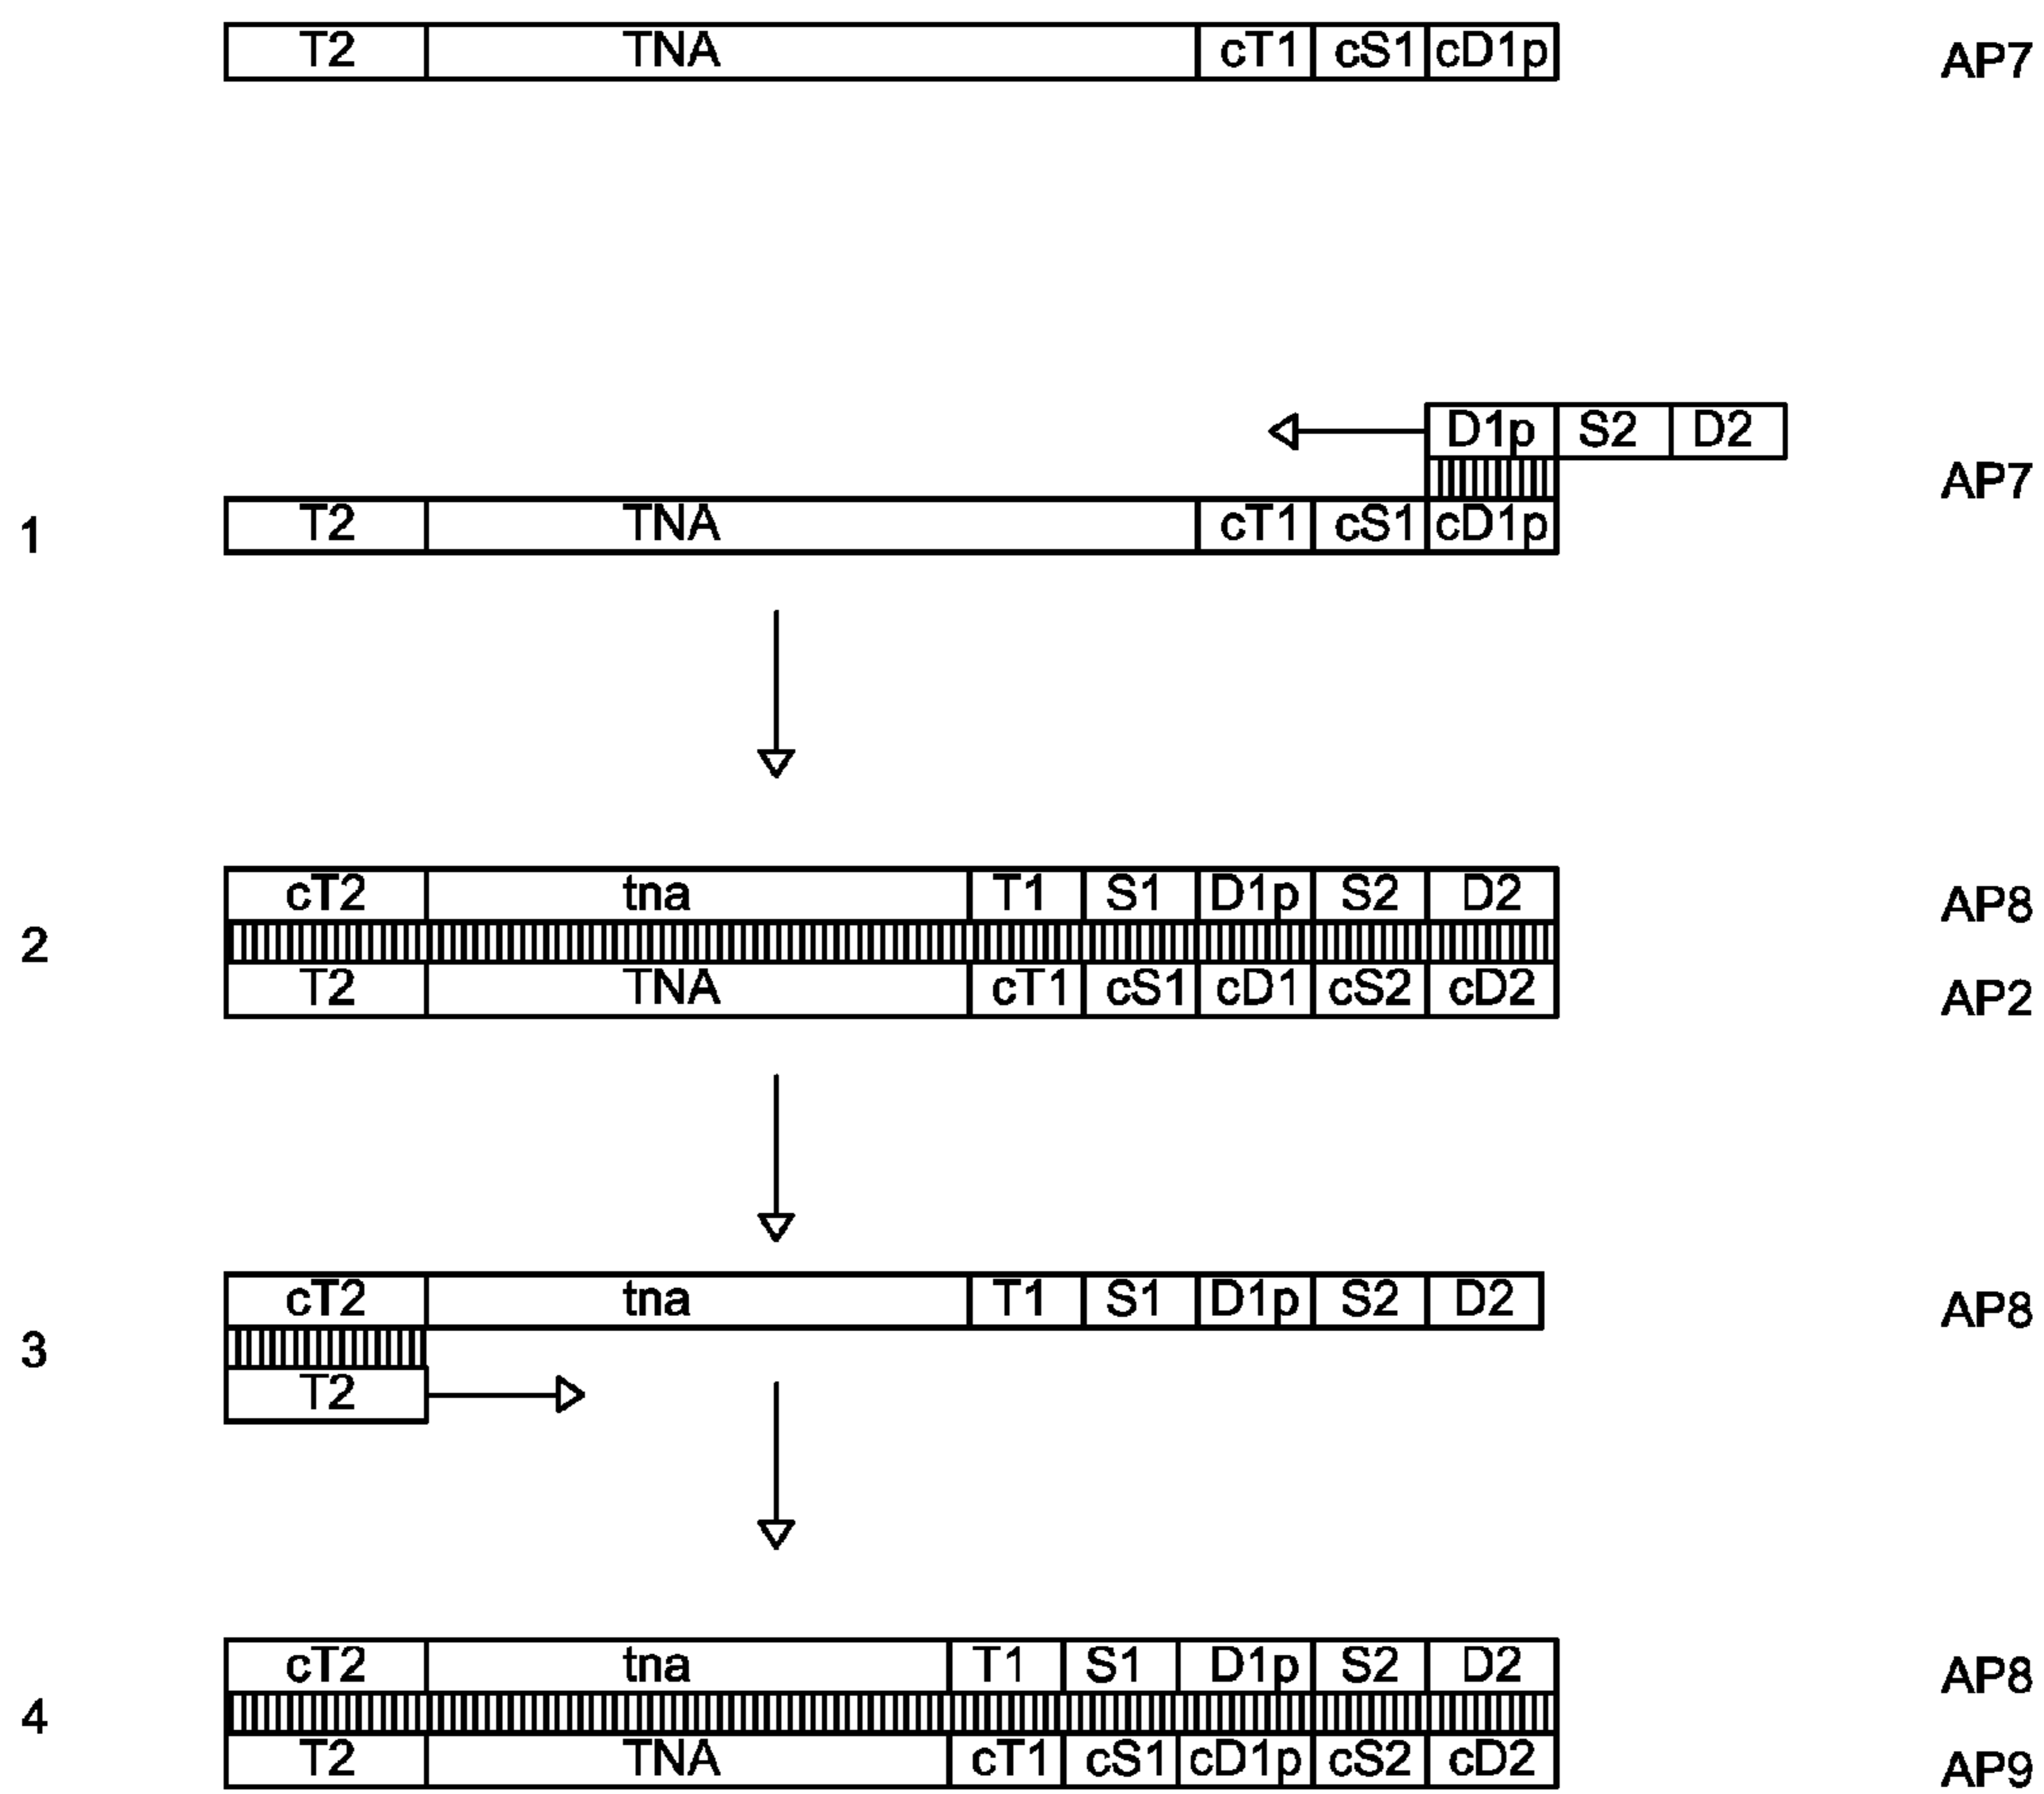 T2 TNA cT1 cS1 cD1p AP7
D1p S2 D2
AP7
1 T2 TNA cT1 cS1 cD1p
cT2 tna T1 S1 D1p S2 D2 AP8
2
T2 TNA cT1 cS1 cD1 cS2 cD2 AP2
cT2 tna T1 S1 D1p S2 D2 AP8
3
T2
cT2 tna T1 S1 D1p S2 D2 AP8
4
T2 TNA cT1 cS1 cD1p cS2 cD2 AP9